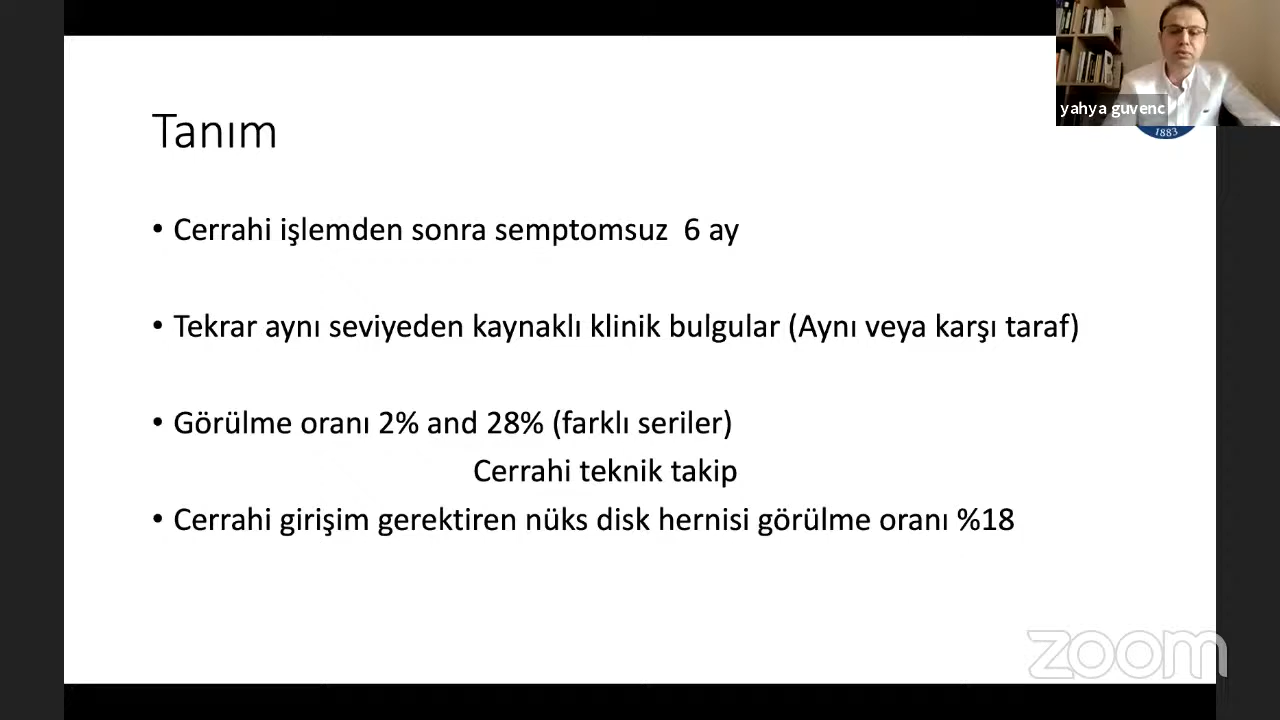 Tanım
yahya guvenc
1883
• Cerrahi işlemden sonra semptomsuz  6 ay
• Tekrar aynı seviyeden kaynaklı klinik bulgular (Aynı veya karşı taraf)
• Görülme oranı 2% and 28% (farklı seriler)
Cerrahi teknik takip
• Cerrahi girişim gerektiren nüks disk hernisi görülme oranı %18
zoom